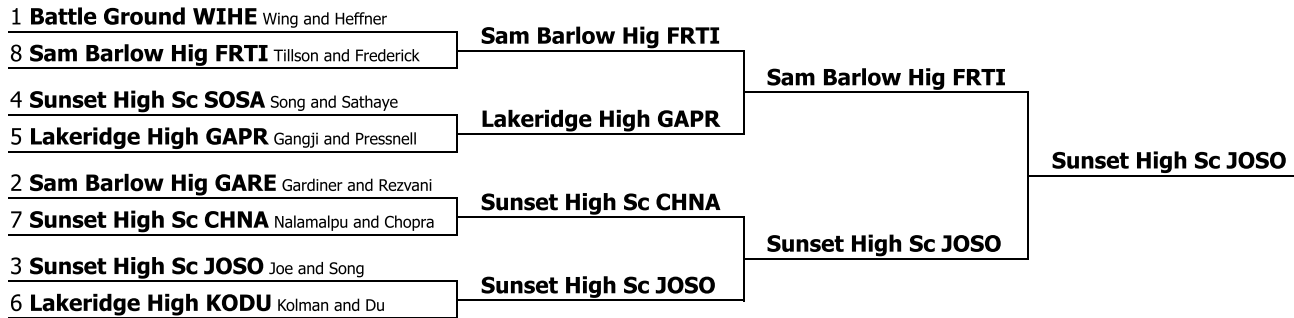 1 Battle Ground WIHE Wing and Heffner
8 Sam Barlow Hig FRTI Tillson and Frederick
4 Sunset High Sc SOSA Song and Sathaye
5 Lakeridge High GAPR Gangji and Pressnell
2 Sam Barlow Hig GARE Gardiner and Rezvani
7 Sunset High Sc CHNA Nalamalpu and Chopra
3 Sunset High Sc JOSO Joe and Song
6 Lakeridge High KODU Kolman and Du
Sam Barlow Hig FRTI
Lakeridge High GAPR
Sunset High Sc CHNA
Sunset High Sc JOSO
Sam Barlow Hig FRTI
Sunset High Sc JOSO
Sunset High Sc JOSO